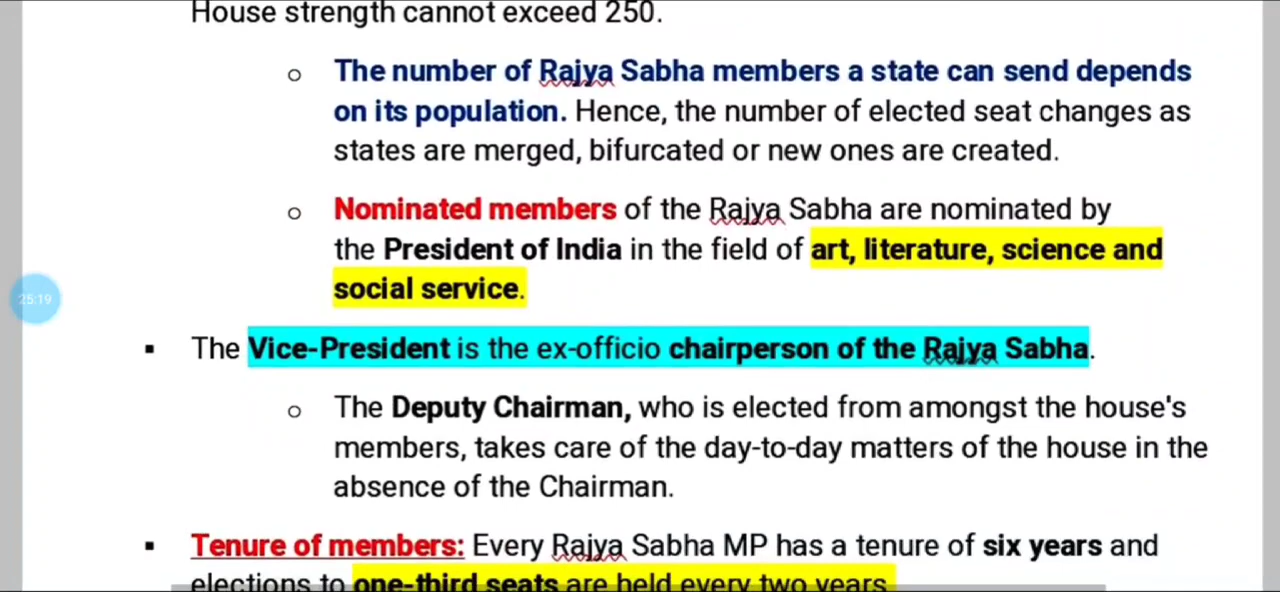 House strength cannot exceed 250.
o The number of Rajya Sabha members a state can send depends
on its population. Hence, the number of elected seat changes as
states are merged, bifurcated or new ones are created.
o Nominated members of the Rajya Sabha are nominated by
the President of India in the field of art, literature, science and
social service.
25:19
▪ The Vice-President is the ex-officio chairperson of the Rajya Sabha.
o The Deputy Chairman, who is elected from amongst the house's
members, takes care of the day-to-day matters of the house in the
absence of the Chairman.
▪ Tenure of members: Every Rajya Sabha MP has a tenure of six years and
elections to one-third seats are held every two years